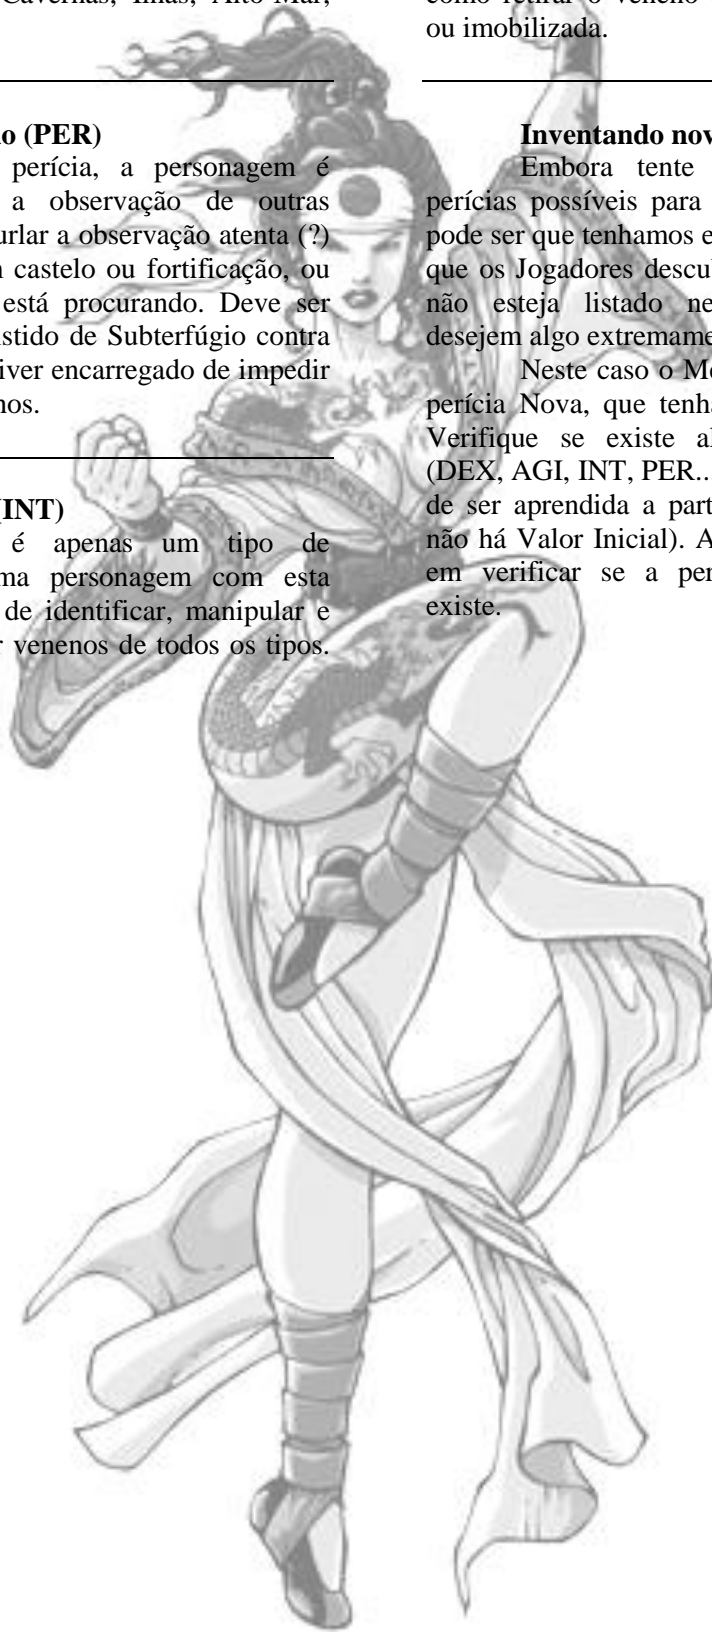 Cavernas, Ilhas, Alto Mar,
o (PER)
perícia, a personagem é
a observação de outras
urlar a observação atenta (?)
castelo ou fortificação, ou
está procurando. Deve ser
stido de Subterfúgio contra
iver encarregado de impedir
nos.
(INT)
é apenas um tipo de
ma personagem com esta
de identificar, manipular e
r venenos de todos os tipos.
como retirar o veneno
ou imobilizada.
Inventando nov
Embora tente
perícias possíveis para
pode ser que tenhamos e
que os Jogadores descul
não esteja listado ne
desejem algo extremame
Neste caso o Me
perícia Nova, que tenha
Verifique se existe al
(DEX, AGI, INT, PER..
de ser aprendida a part
não há Valor Inicial). A
em verificar se a per
existe.